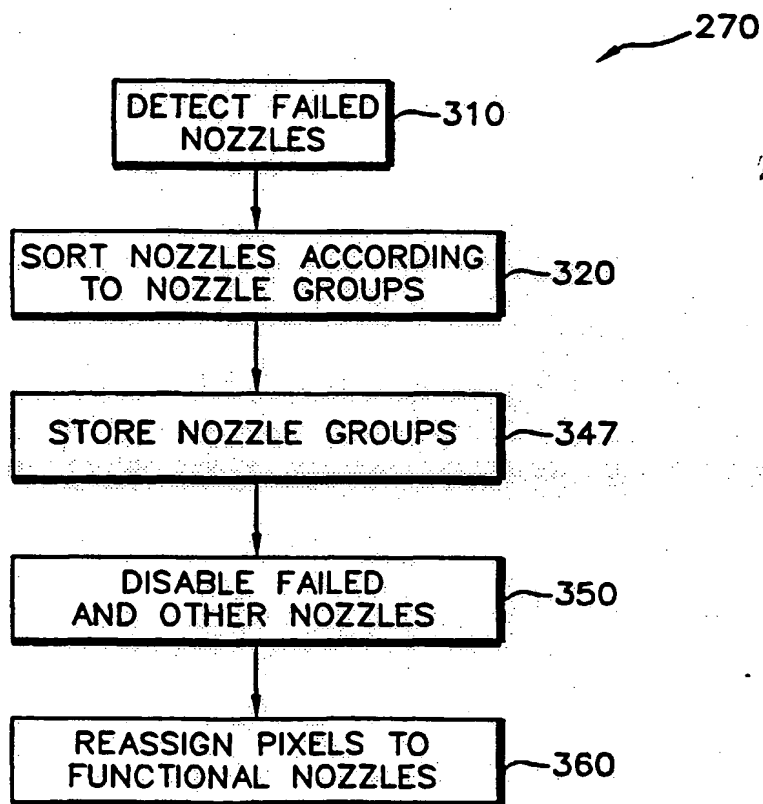 270
DETECT FAILED
NOZZLES
310
SORT NOZZLES ACCORDING
TO NOZZLE GROUPS
320
STORE NOZZLE GROUPS
347
DISABLE FAILED
AND OTHER NOZZLES
350
REASSIGN PIXELS TO
FUNCTIONAL NOZZLES
360